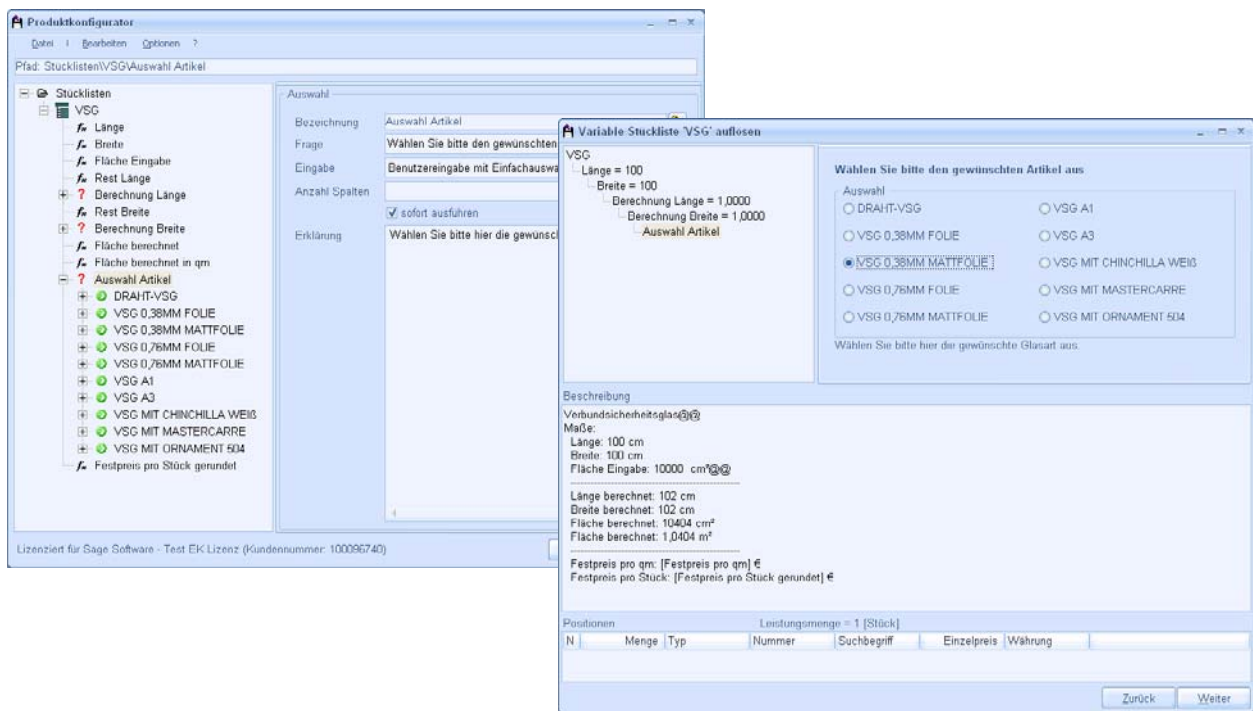 Produktkonfigurator
Datei Bearbeiten Optionen ?
Pfad: Stücklisten\VSG\Auswahl Artikel
Stücklisten
VSG
Länge
Breite
Fläche Eingabe
Rest Länge
Berechnung Länge
Rest Breite
Berechnung Breite
Fläche berechnet
Fläche berechnet in qm
Auswahl Artikel
DRAHT-VSG
VSG 0,38MM FOLIE
VSG 0,38MM MATTFOLIE
VSG 0,76MM FOLIE
VSG 0,76MM MATTFOLIE
VSG A1
VSG A3
VSG MIT CHINCHILLA WEIß
VSG MIT MASTERCARRE
VSG MIT ORNAMENT 504
Festpreis pro Stück gerundet
Auswahl
Bezeichnung Auswahl Artikel
Frage Wählen Sie bitte den gewünschten
Eingabe Benutzereingabe mit Einfachauswa
Anzahl Spalten
sofort ausführen
Erklärung Wählen Sie bitte hier die gewünscl
Lizenziert für Sage Software - Test EK Lizenz (Kundennummer: 100096740)
Variable Stückliste 'VSG' auflösen
VSG
Länge = 100
Breite = 100
Berechnung Länge = 1,0000
Berechnung Breite = 1,0000
Auswahl Artikel
Wählen Sie bitte den gewünschten Artikel aus
Auswahl
DRAHT-VSG VSG A1
VSG 0,38MM FOLIE VSG A3
VSG 0,38MM MATTFOLIE VSG MIT CHINCHILLA WEIß
VSG 0,76MM FOLIE VSG MIT MASTERCARRE
VSG 0,76MM MATTFOLIE VSG MIT ORNAMENT 504
Wählen Sie bitte hier die gewünschte Glasart aus.
Beschreibung
Verbundsicherheitsglas@@
Maße:
Länge: 100 cm
Breite: 100 cm
Fläche Eingabe: 10000 cm²@@
Länge berechnet: 102 cm
Breite berechnet: 102 cm
Fläche berechnet: 10404 cm²
Fläche berechnet: 1,0404 m²
Festpreis pro qm: [Festpreis pro qm] €
Festpreis pro Stück: [Festpreis pro Stück gerundet] €
Positionen Leistungsmenge = 1 [Stück]
N Menge Typ Nummer Suchbegriff Einzelpreis Währung
Zurück Weiter